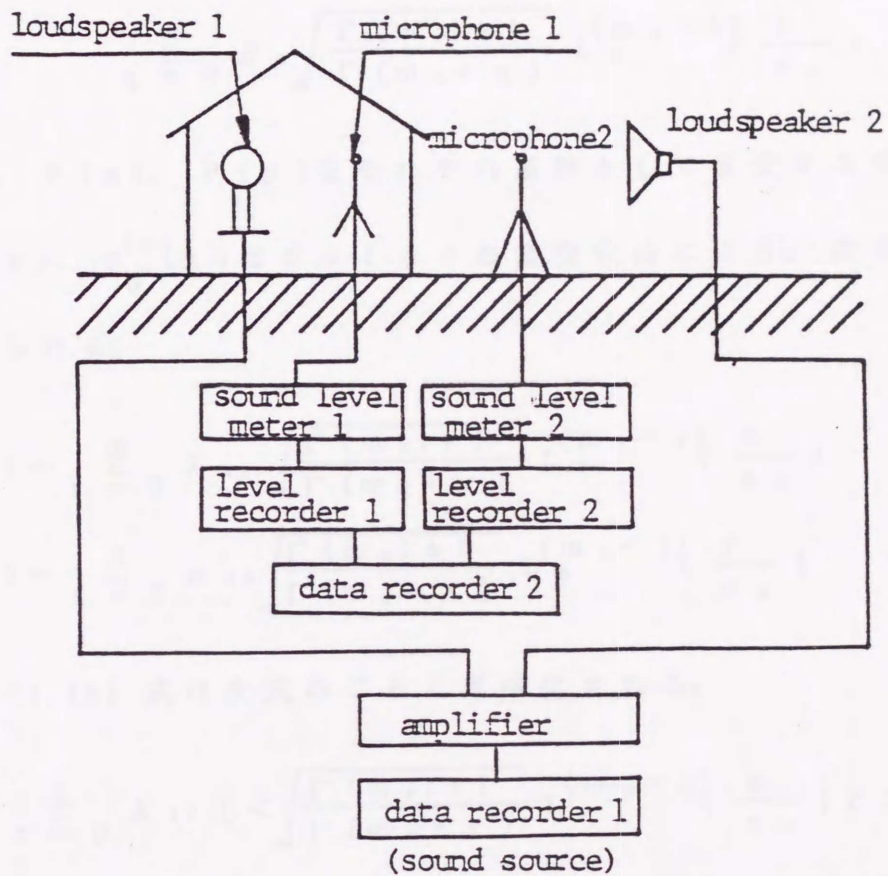 loudspeaker 1
microphone 1
microphone2
loudspeaker 2
sound level
meter 1
sound level
meter 2
level
recorder 1
level
recorder 2
data recorder 2
amplifier
data recorder 1
(sound source)